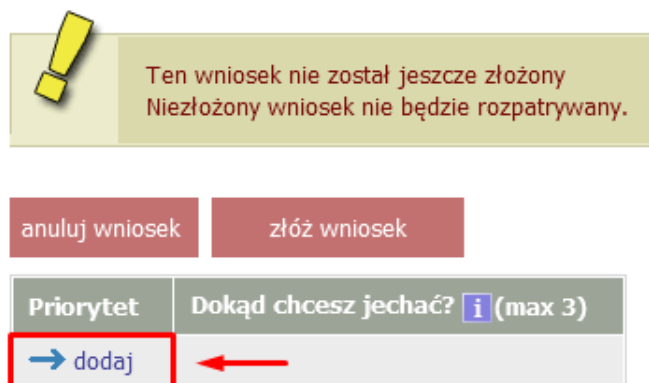 Ten wniosek nie został jeszcze złożony
Niezłożony wniosek nie będzie rozpatrywany.
anuluj wniosek złóż wniosek
Priorytet Dokąd chcesz jechać? i (max 3)
dodaj